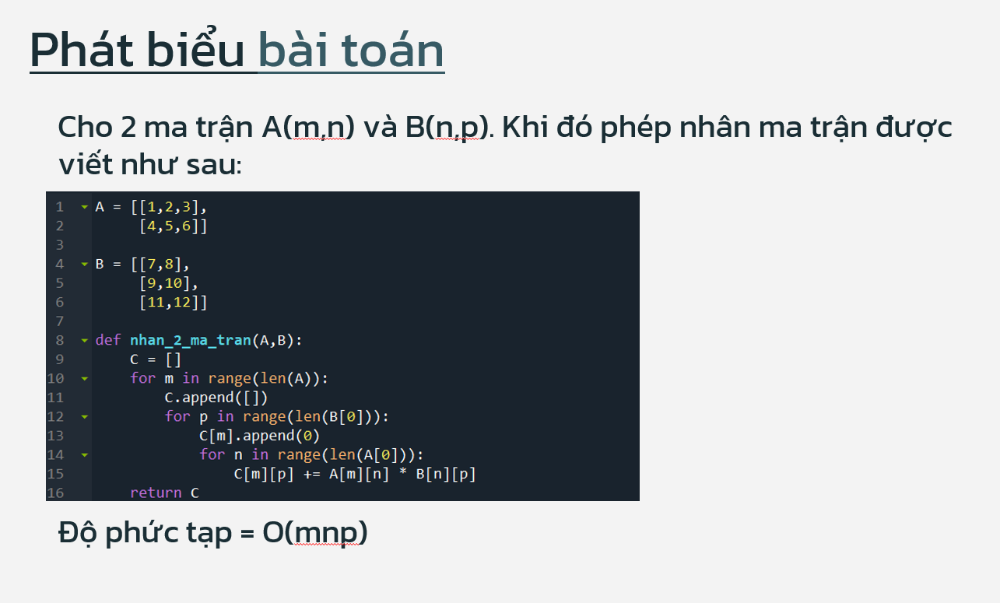 Phát biểu bài toán
Cho 2 ma trận A(m,n) và B(n,p). Khi đó phép nhân ma trận được
viết như sau:
1 A = [[1,2,3],
2      [4,5,6]]
3
4 B = [[7,8],
5      [9,10],
6      [11,12]]
7
8 def nhan_2_ma_tran(A,B):
9     C = []
10     for m in range(len(A)):
11         C.append([])
12         for p in range(len(B[0])):
13             C[m].append(0)
14             for n in range(len(A[0])):
15                 C[m][p] += A[m][n] * B[n][p]
16     return C
Độ phức tạp = O(mnp)